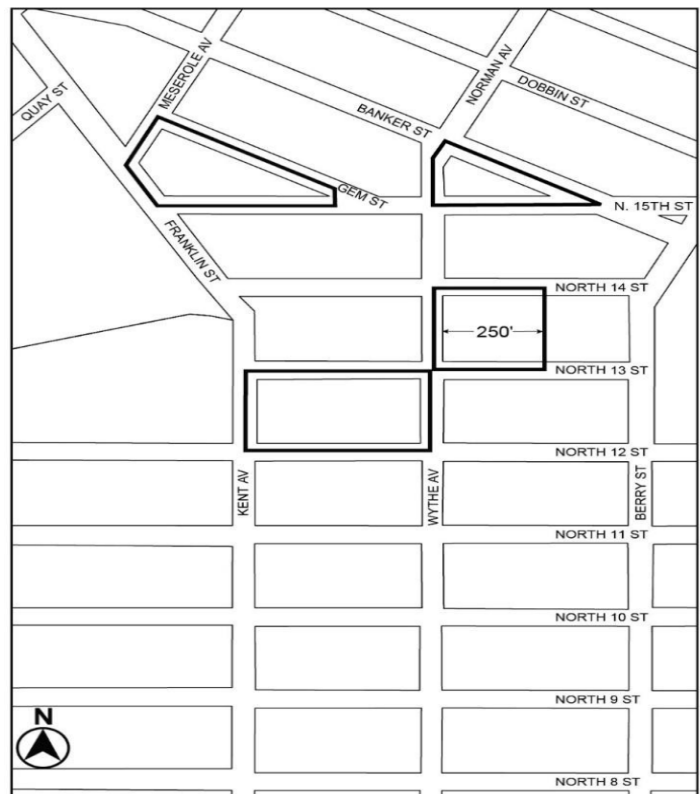 MESEROLE AV
NORMAN AV
QUAY ST
DOBBIN ST
BANKER ST
GEM ST
N. 15TH ST
FRANKLIN ST
NORTH 14 ST
250'
NORTH 13 ST
NORTH 12 ST
KENT AV
WYTHE AV
BERRY ST
NORTH 11 ST
NORTH 10 ST
NORTH 9 ST
N
NORTH 8 ST